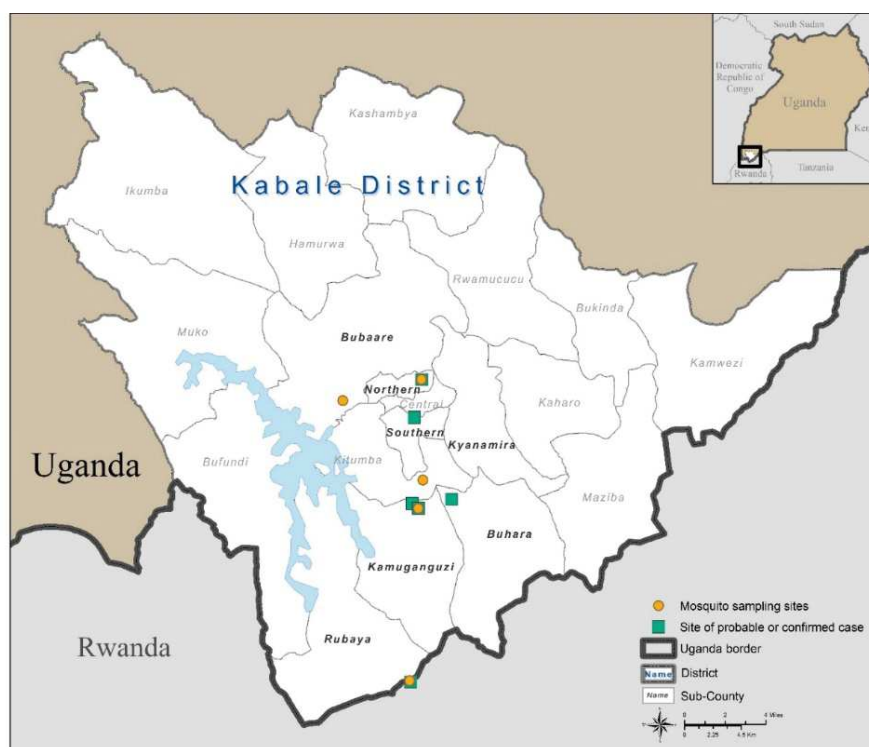 South Sudan
Democratic
Republic of
Congo
Uganda
Ken
Rwanda
Tanzania
Kashambya
Ikumba
Kabale District
Hamurwa
Rwamucucu
Bukinda
Muko
Bubaare
Kamwezi
Northern
Central
Kaharo
Southern
Kyanamira
Bufundi
Kitumba
Uganda
Maziba
Buhara
Kamuganguzi
Rubaya
Rwanda
Mosquito sampling sites
Site of probable or confirmed case
Uganda border
Name District
Name Sub-County
0 2 4 Miles
0 2.25 4.5 Km